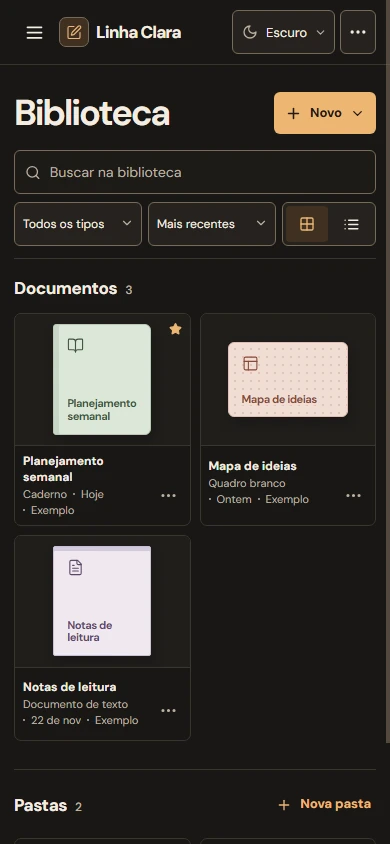 Linha Clara
Escuro
Biblioteca
Novo
Buscar na biblioteca
Todos os tipos
Mais recentes
Documentos 3
Planejamento
semanal
Planejamento
semanal
Caderno · Hoje
· Exemplo
Mapa de ideias
Mapa de ideias
Quadro branco
· Ontem · Exemplo
Notas de
leitura
Notas de leitura
Documento de texto
· 22 de nov · Exemplo
Pastas 2
Nova pasta